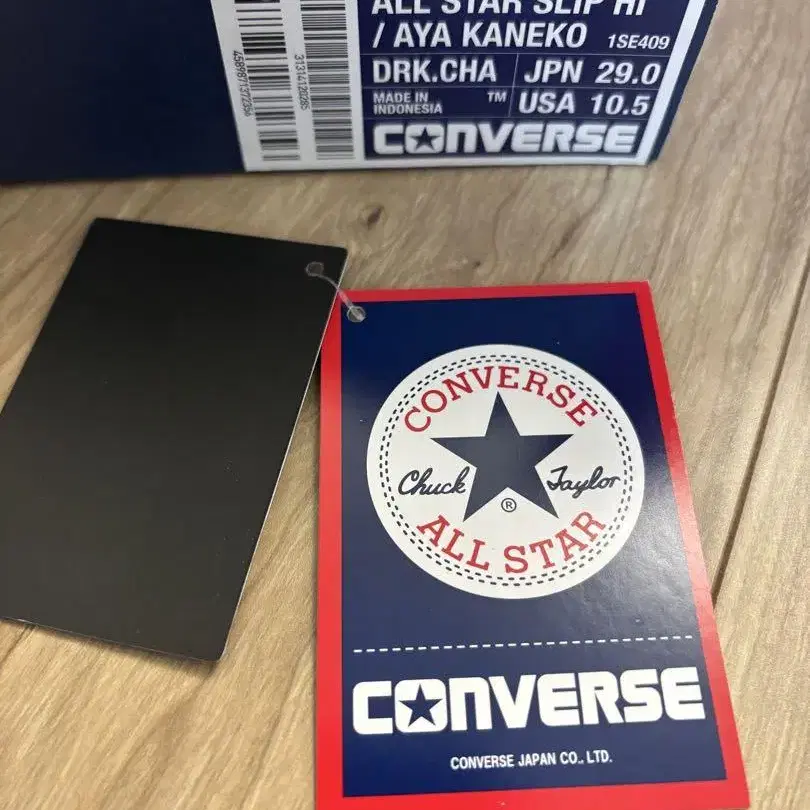 ALL STAR SLIP HI
/ AYA KANEKO 1SE409
DRK.CHA JPN 29.0
MADE IN
INDONESIA
™ USA 10.5
CONVERSE
31314120285
CONVERSE
Chuck Taylor
®
ALL STAR
CONVERSE
CONVERSE JAPAN CO., LTD.